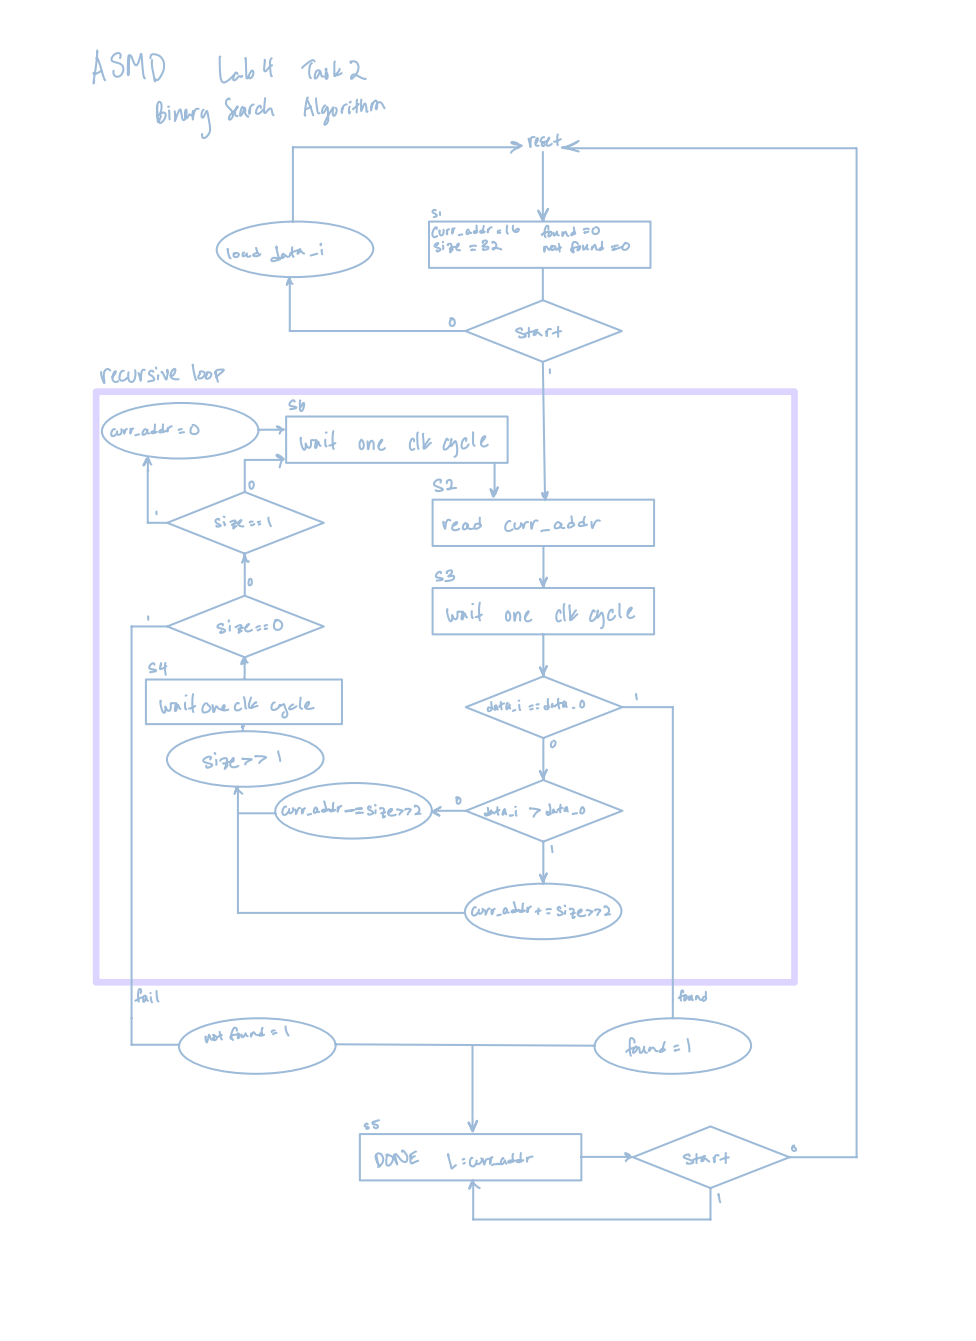 ASMD Lab 4 Task 2
Binary Search Algorithm
reset
S1
curr_addr = 16 found = 0
size = 32 not found = 0
load data_i
0
start
1
recursive loop
S6
curr_addr = 0
wait one clk cycle
0
S2
1
size == 1
read curr_addr
0
S3
1
size == 0
wait one clk cycle
S4
wait one clk cycle
data_i == data_o
1
0
size >> 1
curr_addr -= size>>2
0
data_i > data_o
1
curr_addr += size>>2
fail
found
not found = 1
found = 1
S5
DONE L = curr_addr
start
0
1